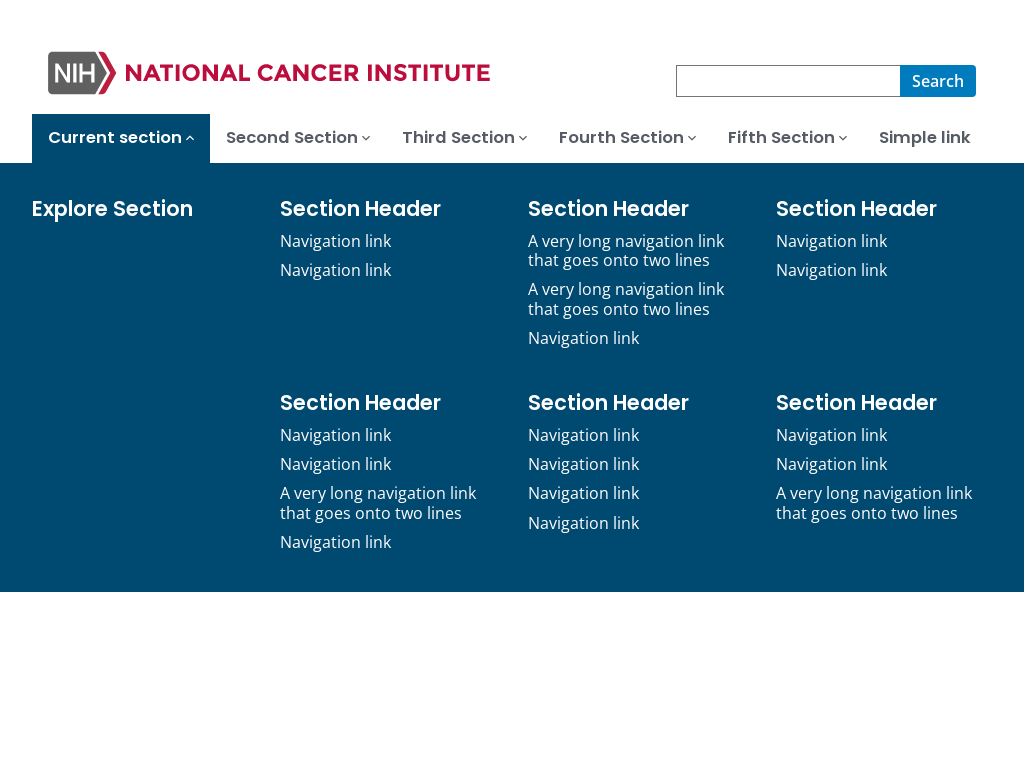 NIH NATIONAL CANCER INSTITUTE
Search
Current section Second Section Third Section Fourth Section Fifth Section Simple link
Explore Section
Section Header
Navigation link
Navigation link
Section Header
A very long navigation link
that goes onto two lines
A very long navigation link
that goes onto two lines
Navigation link
Section Header
Navigation link
Navigation link
Section Header
Navigation link
Navigation link
A very long navigation link
that goes onto two lines
Navigation link
Section Header
Navigation link
Navigation link
Navigation link
Navigation link
Section Header
Navigation link
Navigation link
A very long navigation link
that goes onto two lines